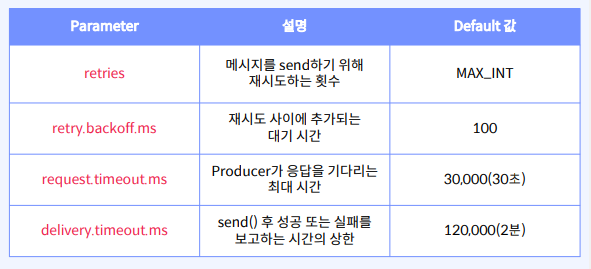 Parameter 설명 Default 값
retries 메시지를 send하기 위해
재시도하는 횟수 MAX_INT
retry.backoff.ms 재시도 사이에 추가되는
대기 시간 100
request.timeout.ms Producer가 응답을 기다리는
최대 시간 30,000(30초)
delivery.timeout.ms send() 후 성공 또는 실패를
보고하는 시간의 상한 120,000(2분)